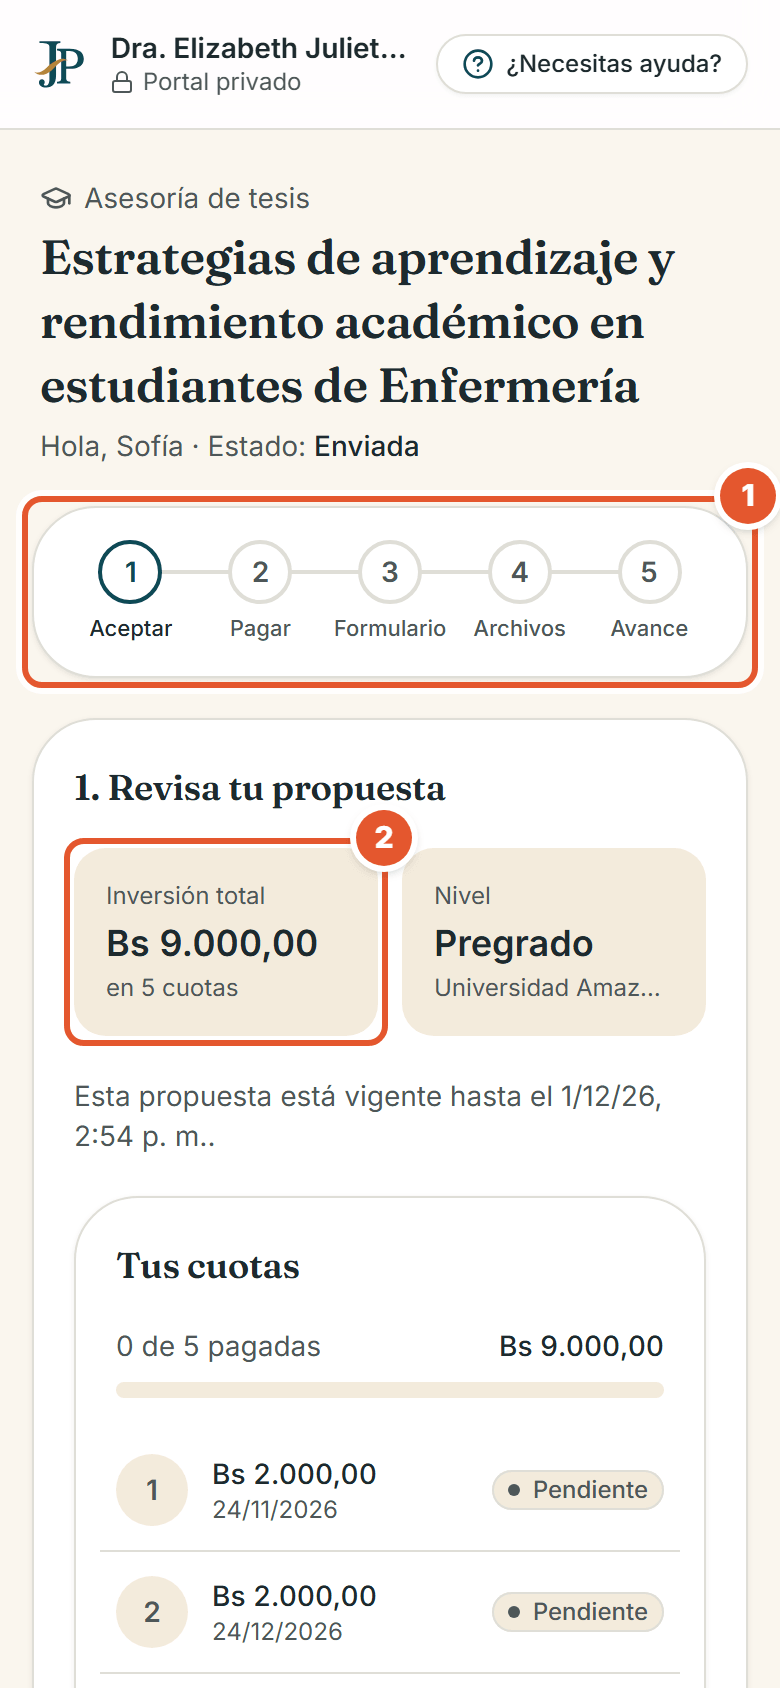 JP
Dra. Elizabeth Juliet...
Portal privado
¿Necesitas ayuda?
Asesoría de tesis
Estrategias de aprendizaje y
rendimiento académico en
estudiantes de Enfermería
Hola, Sofía · Estado: Enviada
1
1 2 3 4 5
Aceptar Pagar Formulario Archivos Avance
1. Revisa tu propuesta
2
Inversión total
Bs 9.000,00
en 5 cuotas
Nivel
Pregrado
Universidad Amaz...
Esta propuesta está vigente hasta el 1/12/26,
2:54 p. m..
Tus cuotas
0 de 5 pagadas Bs 9.000,00
1
Bs 2.000,00
24/11/2026
Pendiente
2
Bs 2.000,00
24/12/2026
Pendiente